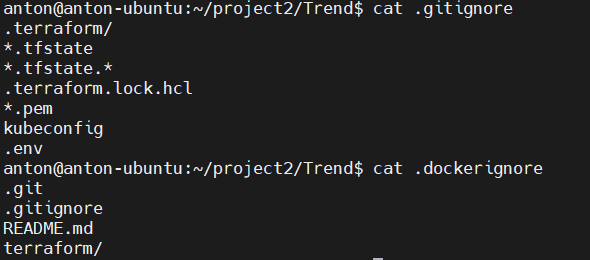 anton@anton-ubuntu:~/project2/Trend$ cat .gitignore
.terraform/
*.tfstate
*.tfstate.*
.terraform.lock.hcl
*.pem
kubeconfig
.env
anton@anton-ubuntu:~/project2/Trend$ cat .dockerignore
.git
.gitignore
README.md
terraform/